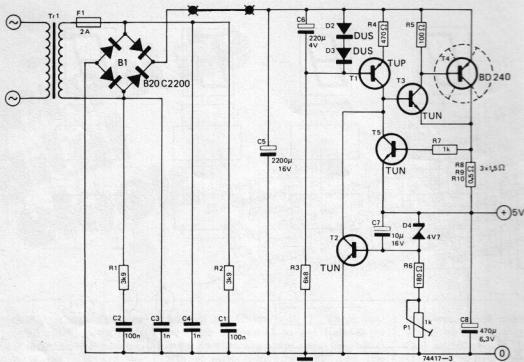 Tr1
F1
2A
B1
B20C2200
C6
220µ
4V
D2
DUS
D3
DUS
R4
470Ω
R5
100Ω
T4
BD240
T1
TUP
T3
TUN
T5
TUN
R7
1k
R8
R9
R10
0,5Ω
3x1,5Ω
C5
2200µ
16V
+
5V
C7
10µ
16V
D4
4V7
T2
TUN
R1
3k9
R2
3k9
R3
6k8
R6
180Ω
P1
1k
C2
100n
C3
1n
C4
1n
C1
100n
C8
470µ
6,3V
0
74417-3